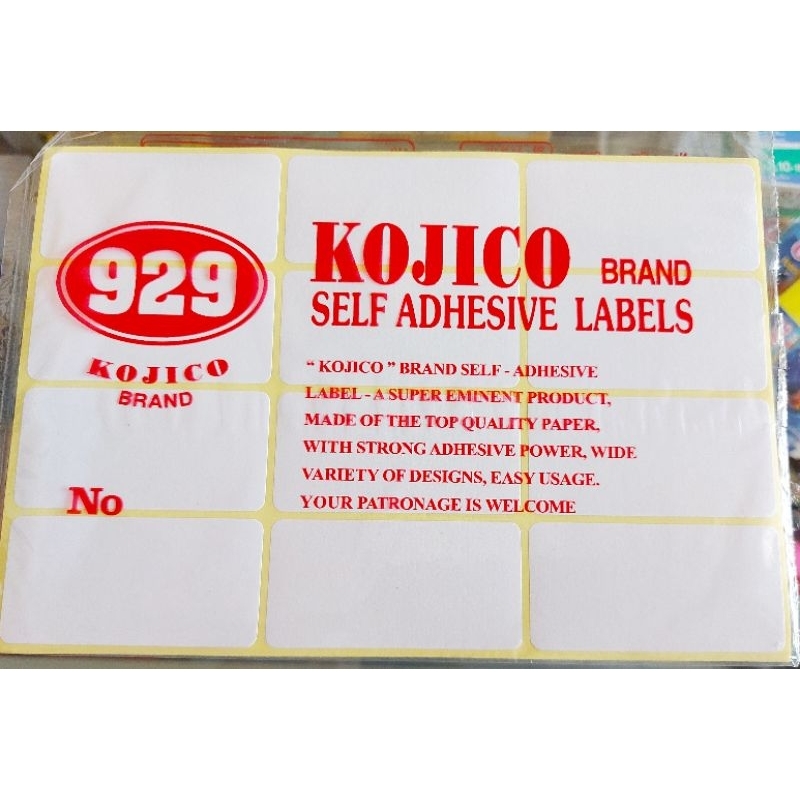 929
KOJICO
BRAND
No
KOJICO BRAND
SELF ADHESIVE LABELS
“ KOJICO ” BRAND SELF - ADHESIVE
LABEL - A SUPER EMINENT PRODUCT,
MADE OF THE TOP QUALITY PAPER,
WITH STRONG ADHESIVE POWER, WIDE
VARIETY OF DESIGNS, EASY USAGE.
YOUR PATRONAGE IS WELCOME